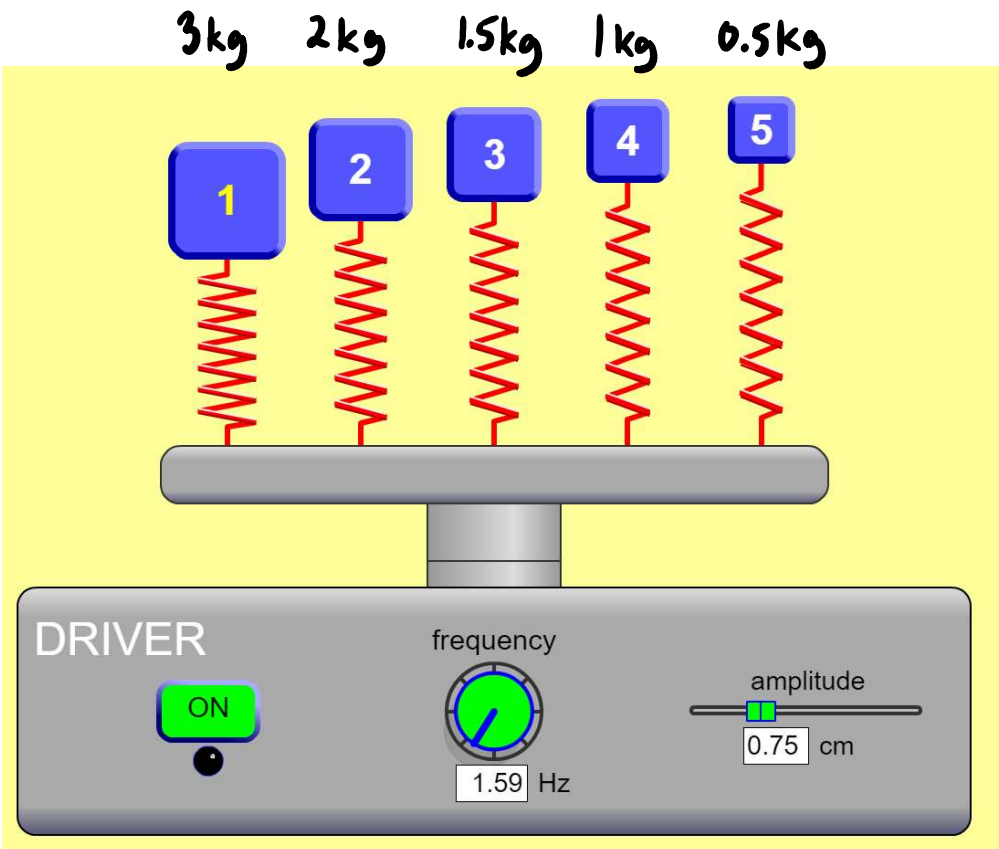 3kg 2kg 1.5kg 1kg 0.5kg
1 2 3 4 5
DRIVER
frequency
ON
amplitude
0.75 cm
1.59 Hz